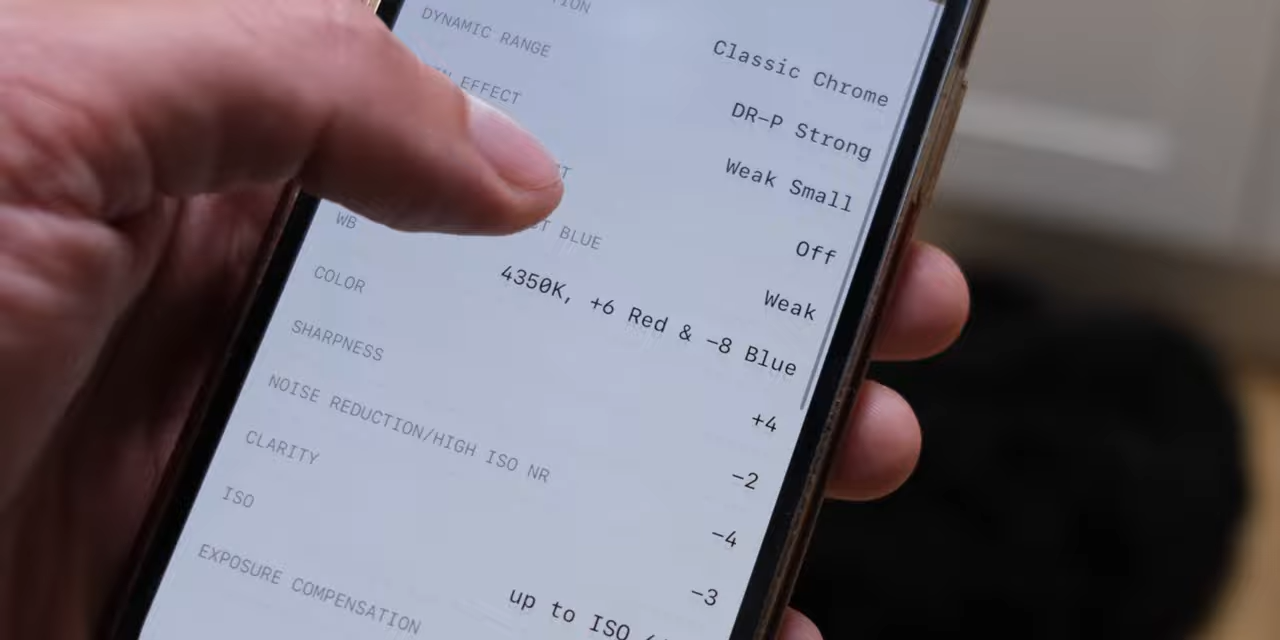 Classic Chrome
DYNAMIC RANGE DR-P Strong
EFFECT Weak Small
Off
BLUE Weak
WB 4350K, +6 Red & -8 Blue
COLOR +4
SHARPNESS -2
NOISE REDUCTION/HIGH ISO NR -4
CLARITY -3
ISO up to ISO
EXPOSURE COMPENSATION